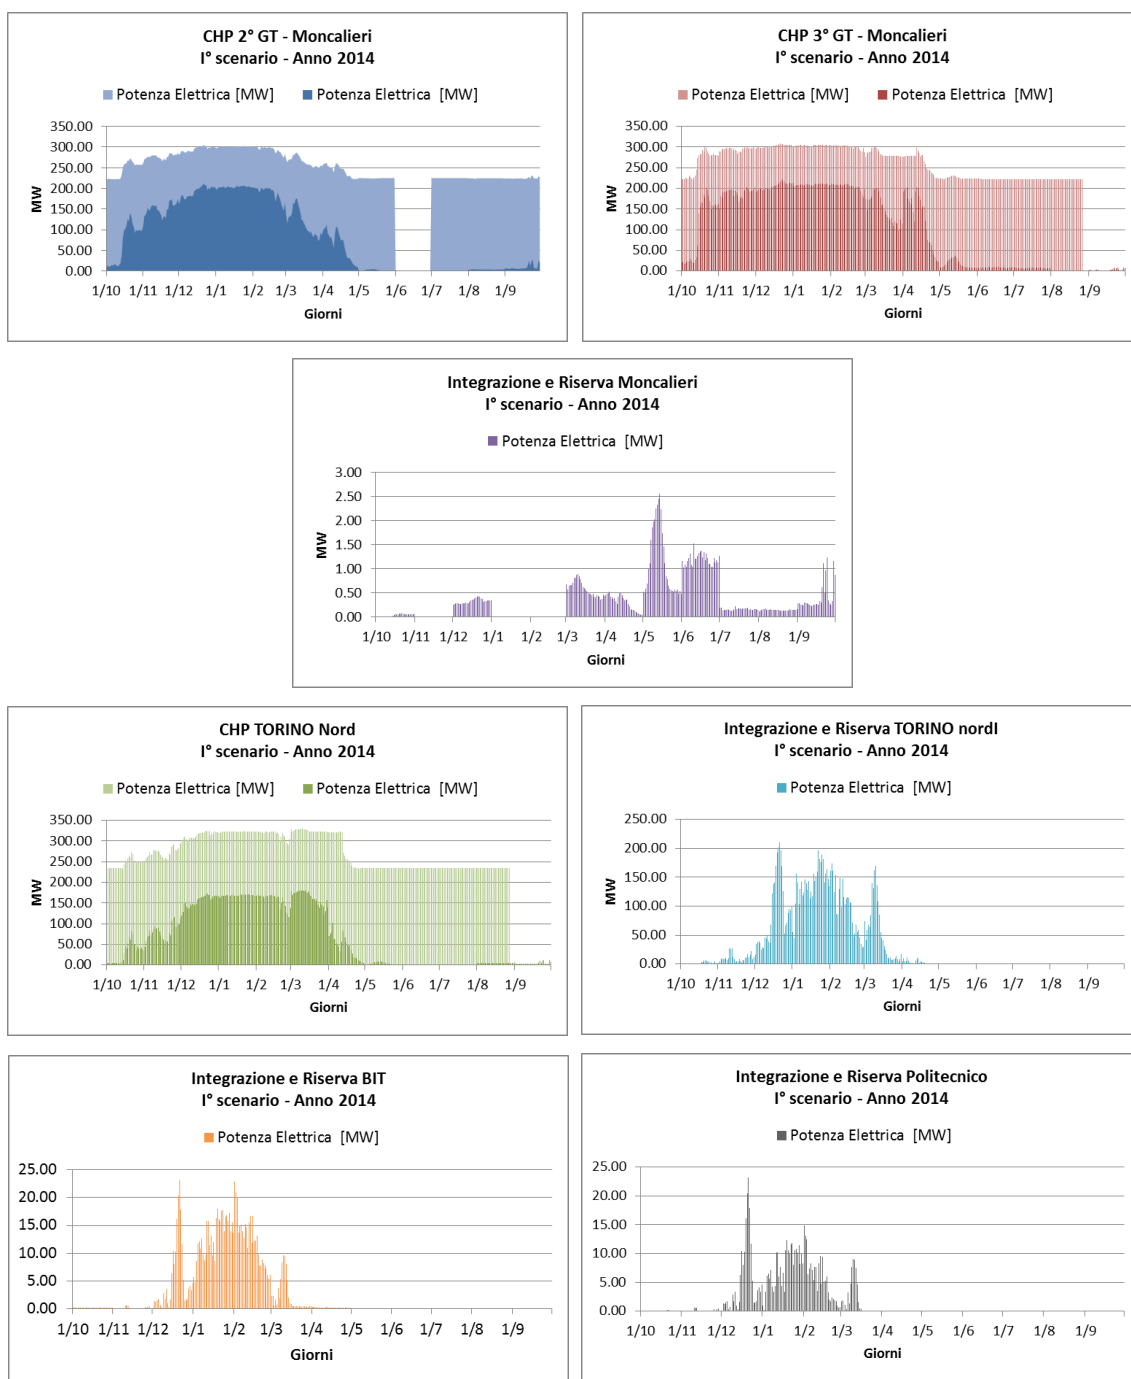 CHP 2° GT - Moncalieri
I° scenario - Anno 2014
Potenza Elettrica [MW] Potenza Elettrica [MW]
350.00
300.00
250.00
200.00
150.00
100.00
50.00
0.00
MW
1/10 1/11 1/12 1/1 1/2 1/3 1/4 1/5 1/6 1/7 1/8 1/9
Giorni
CHP 3° GT - Moncalieri
I° scenario - Anno 2014
Potenza Elettrica [MW] Potenza Elettrica [MW]
350.00
300.00
250.00
200.00
150.00
100.00
50.00
0.00
MW
1/10 1/11 1/12 1/1 1/2 1/3 1/4 1/5 1/6 1/7 1/8 1/9
Giorni
Integrazione e Riserva Moncalieri
I° scenario - Anno 2014
Potenza Elettrica [MW]
3.00
2.50
2.00
1.50
1.00
0.50
0.00
MW
1/10 1/11 1/12 1/1 1/2 1/3 1/4 1/5 1/6 1/7 1/8 1/9
Giorni
CHP TORINO Nord
I° scenario - Anno 2014
Potenza Elettrica [MW] Potenza Elettrica [MW]
350.00
300.00
250.00
200.00
150.00
100.00
50.00
0.00
MW
1/10 1/11 1/12 1/1 1/2 1/3 1/4 1/5 1/6 1/7 1/8 1/9
Giorni
Integrazione e Riserva TORINO nordI
I° scenario - Anno 2014
Potenza Elettrica [MW]
250.00
200.00
150.00
100.00
50.00
0.00
MW
1/10 1/11 1/12 1/1 1/2 1/3 1/4 1/5 1/6 1/7 1/8 1/9
Giorni
Integrazione e Riserva BIT
I° scenario - Anno 2014
Potenza Elettrica [MW]
25.00
20.00
15.00
10.00
5.00
0.00
1/10 1/11 1/12 1/1 1/2 1/3 1/4 1/5 1/6 1/7 1/8 1/9
Giorni
Integrazione e Riserva Politecnico
I° scenario - Anno 2014
Potenza Elettrica [MW]
25.00
20.00
15.00
10.00
5.00
0.00
1/10 1/11 1/12 1/1 1/2 1/3 1/4 1/5 1/6 1/7 1/8 1/9
Giorni